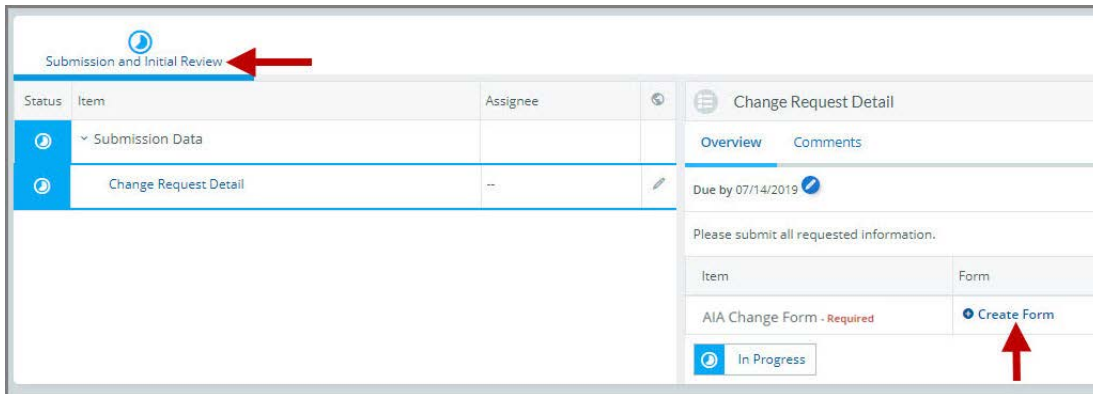 Submission and Initial Review
Status Item Assignee
Submission Data
Change Request Detail --
Change Request Detail
Overview Comments
Due by 07/14/2019
Please submit all requested information.
Item Form
AIA Change Form - Required Create Form
In Progress